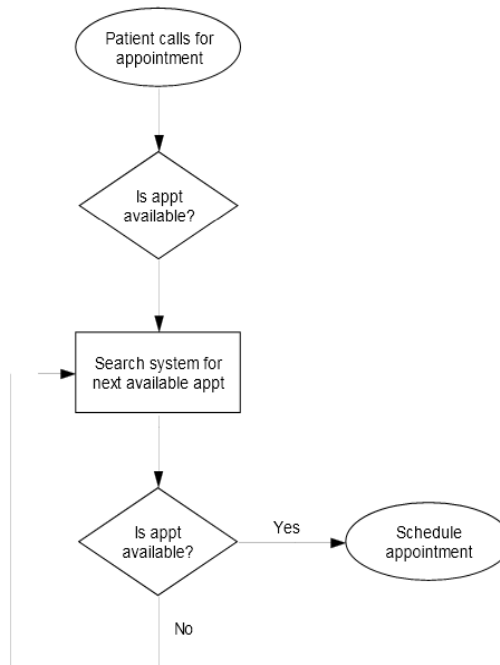 Patient calls for
appointment
Is appt
available?
Search system for
next available appt
Is appt
available?
Yes
Schedule
appointment
No